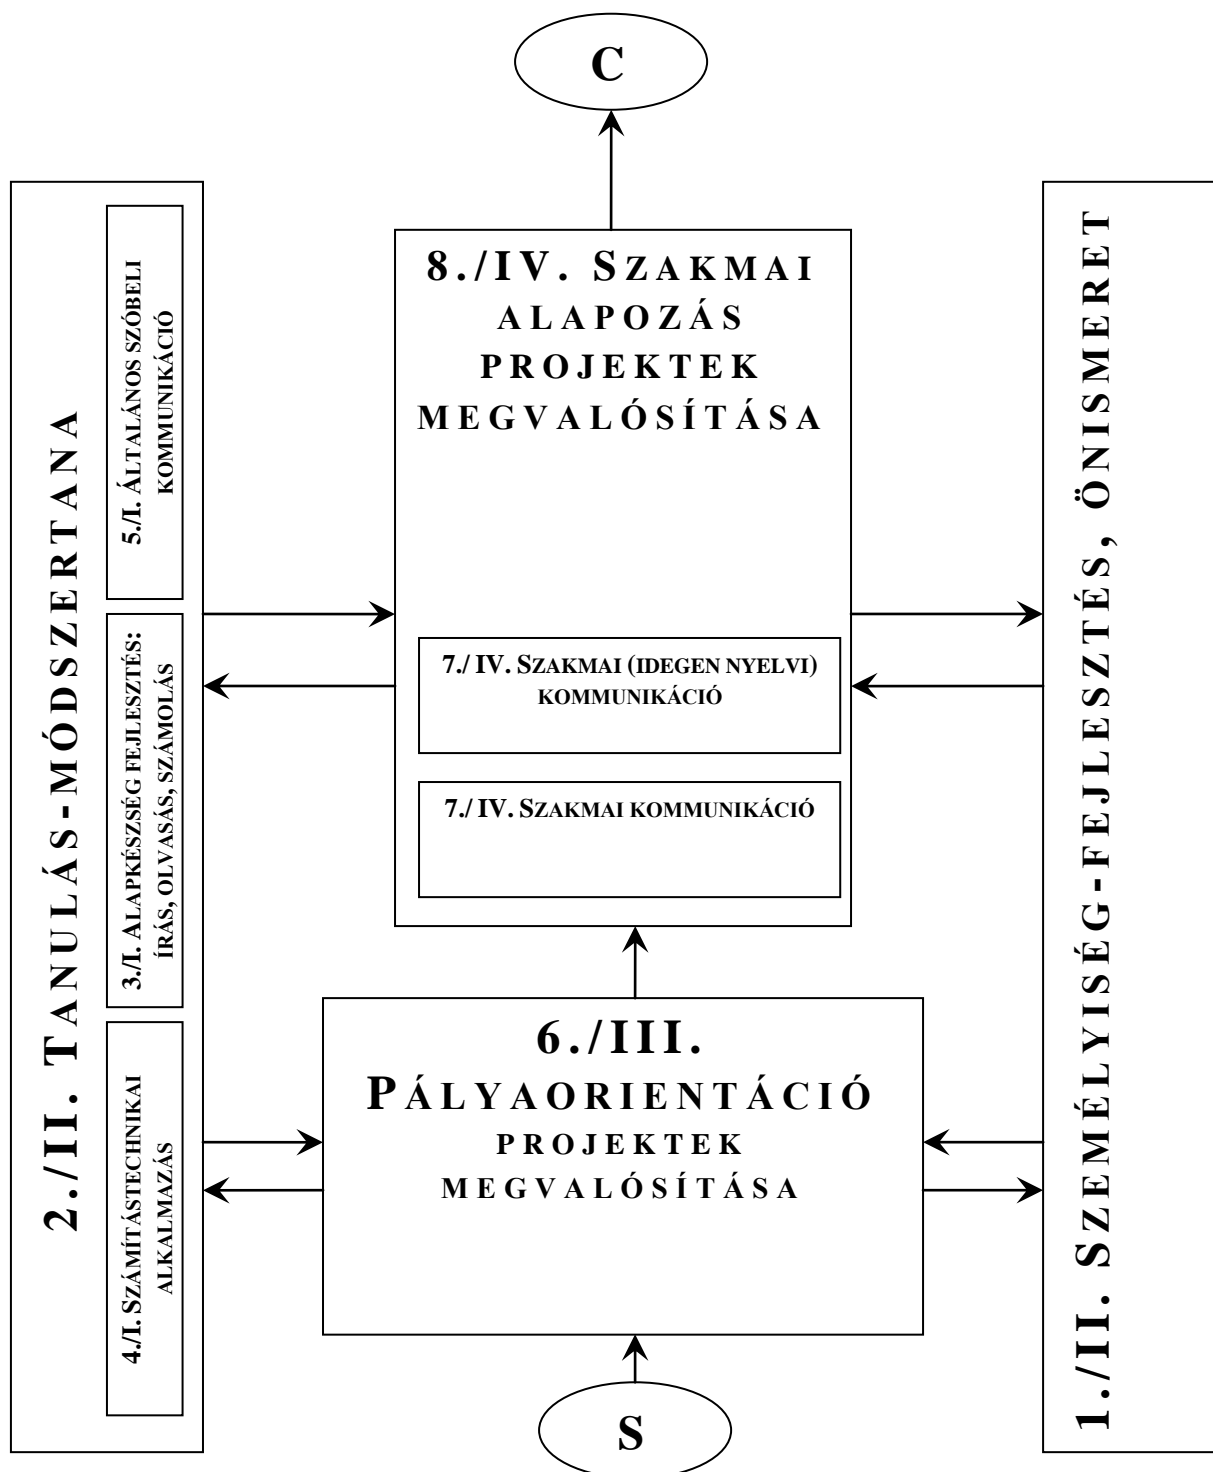 C
2./II. TANULÁS-MÓDSZERTANA
5./I. ÁLTALÁNOS SZÓBELI
KOMMUNIKÁCIÓ
3./I. ALAPKÉSZSÉG FEJLESZTÉS:
ÍRÁS, OLVASÁS, SZÁMOLÁS
4./I. SZÁMÍTÁSTECHNIKAI
ALKALMAZÁS
8./IV. SZAKMAI
ALAPOZÁS
PROJEKTEK
MEGVALÓSÍTÁSA
7./ IV. SZAKMAI (IDEGEN NYELVI)
KOMMUNIKÁCIÓ
7./ IV. SZAKMAI KOMMUNIKÁCIÓ
6./III.
PÁLYAORIENTÁCIÓ
PROJEKTEK
MEGVALÓSÍTÁSA
1./II. SZEMÉLYISÉG-FEJLESZTÉS, ÖNISMERET
S